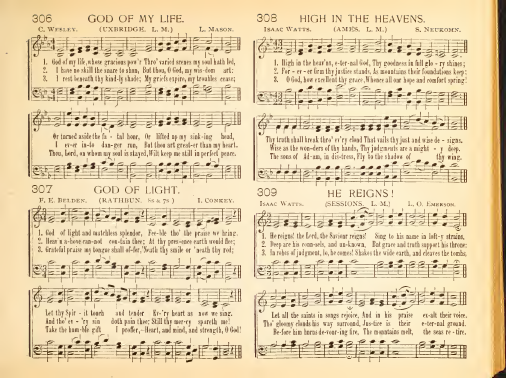 306 GOD OF MY LIFE.
C. WESLEY. (UXBRIDGE. L. M.) L. MASON.
1. God of my life, whose gracious pow'r Thro' varied scenes my soul hath led,
2. I have no skill the snare to shun, But thou, O God, my wisdom art:
3. I rest beneath thy kindly shade; My griefs expire, my troubles cease;
Or turned aside the fa - tal hour, Or lifted up my sink-ing head,
I ev-er in-to dan-ger run, But thou art greater than my heart.
Thou, Lord, on whom my soul is stayed, Wilt keep me still in perfect peace.
307 GOD OF LIGHT.
F. E. BELDEN. (RATHBUN. 8s & 7s) I. CONKEY.
1. God of light and matchless splendor, Fee-ble tho' the praise we bring,
2. Here a a-bove can-not con-tain thee; At thy pres-ence earth would flee;
3. Grateful praise my tongue shall of-fer, 'Neath thy smile or 'neath thy rod;
Let thy Spir - it touch and tender Ev-'ry heart as now we sing.
And tho' ev - 'ry sin doth pain thee, Still thy mer-cy spareth me!
Take the hum-ble gift I proffer,—Heart, and mind, and strength, O God!
308 HIGH IN THE HEAVENS.
ISAAC WATTS. (AMES. L. M.) S. NEUKOMN.
1. High in the heav'ns, e-ter-nal God, Thy goodness in full glo-ry shines;
2. For - ev - er firm thy justice stands, As mountains their foundations keep:
3. O God, how excellent thy grace, Whence all our hope and comfort spring!
Thy truth shall break thro' ev'ry cloud That vails thy just and wise de - signs.
Wise as the won-ders of thy hands, Thy judgments are a might - y deep.
The sons of Ad-am, in dis-tress, Fly to the shadow of thy wing.
309 HE REIGNS!
ISAAC WATTS. (SESSIONS. L. M.) L. O. EMERSON.
1. He reigns! the Lord, the Saviour reigns! Sing to his name in loft-y strains,
2. Deep are his coun-sels, and un-known, But grace and truth support his throne:
3. In robes of judgment, lo, he comes! Shakes the wide earth, and cleaves the tombs,
Let all the saints in songs rejoice, And in his praise ex-alt their voice.
Tho' gloomy clouds his way surround, Jus-tice is their e-ter-nal ground.
Be-fore him burns de-vour-ing fire, The mountains melt, the seas re - tire.